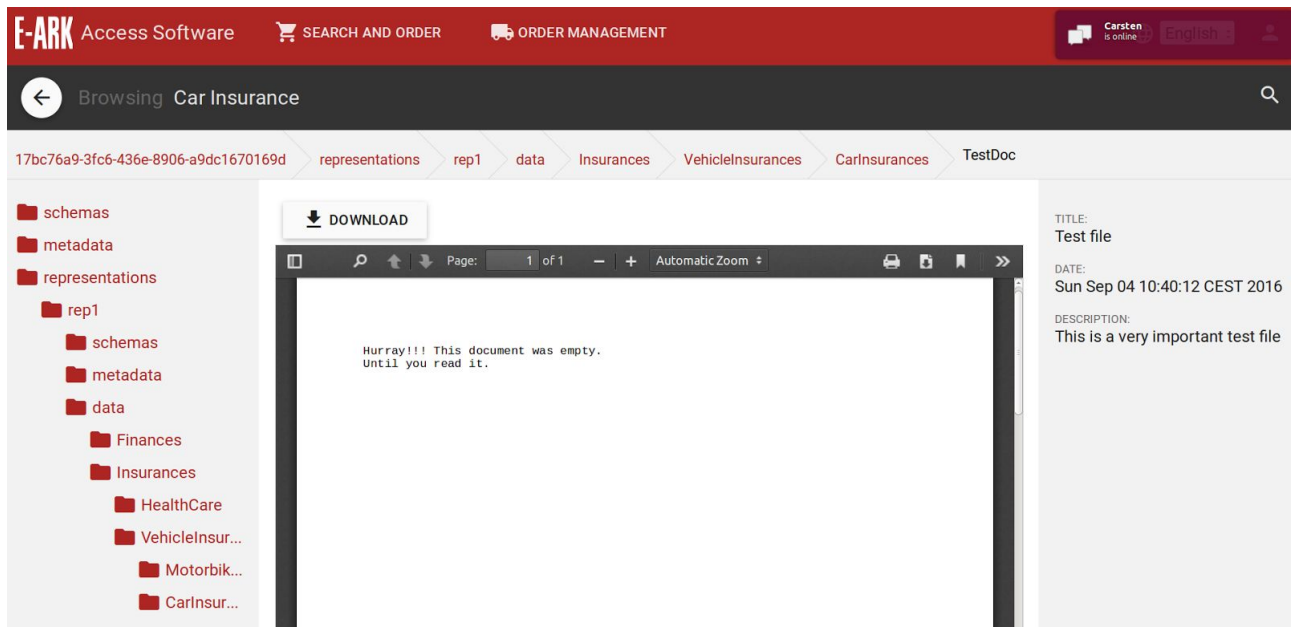 E-ARK Access Software SEARCH AND ORDER ORDER MANAGEMENT
Carsten
is online
English
Browsing Car Insurance
17bc76a9-3fc6-436e-8906-a9dc1670169d representations rep1 data Insurances VehicleInsurances CarInsurances TestDoc
schemas
metadata
representations
rep1
schemas
metadata
data
Finances
Insurances
HealthCare
VehicleInsur...
Motorbik...
CarInsur...
DOWNLOAD
Page: 1 of 1 Automatic Zoom
Hurray!!! This document was empty.
Until you read it.
TITLE:
Test file
DATE:
Sun Sep 04 10:40:12 CEST 2016
DESCRIPTION:
This is a very important test file